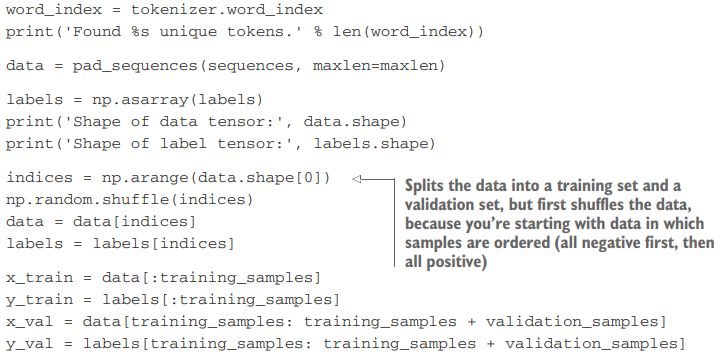 word_index = tokenizer.word_index
print('Found %s unique tokens.' % len(word_index))
data = pad_sequences(sequences, maxlen=maxlen)
labels = np.asarray(labels)
print('Shape of data tensor:', data.shape)
print('Shape of label tensor:', labels.shape)
indices = np.arange(data.shape[0])
np.random.shuffle(indices)
data = data[indices]
labels = labels[indices]
Splits the data into a training set and a
validation set, but first shuffles the data,
because you’re starting with data in which
samples are ordered (all negative first, then
all positive)
x_train = data[:training_samples]
y_train = labels[:training_samples]
x_val = data[training_samples: training_samples + validation_samples]
y_val = labels[training_samples: training_samples + validation_samples]